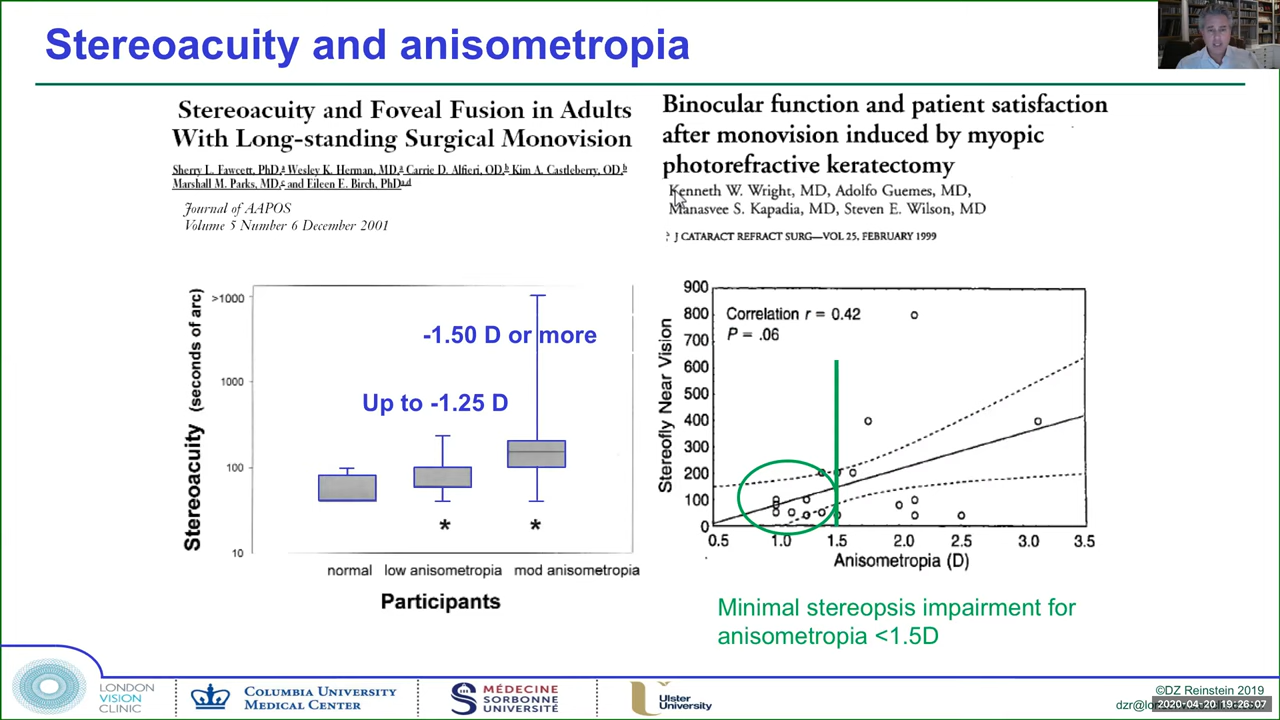 Stereoacuity and anisometropia
Stereoacuity and Foveal Fusion in Adults
With Long-standing Surgical Monovision
Sherry L. Fawcett, PhD,a Wesley K. Herman, MD,a Carrie D. Alfieri, OD,b Kim A. Castleberry, OD,b
Marshall M. Parks, MD,c and Eileen E. Birch, PhDa,d
Journal of AAPOS
Volume 5 Number 6 December 2001
Binocular function and patient satisfaction
after monovision induced by myopic
photorefractive keratectomy
Kenneth W. Wright, MD, Adolfo Guemes, MD,
Manasvee S. Kapadia, MD, Steven E. Wilson, MD
J CATARACT REFRACT SURG—VOL 25, FEBRUARY 1999
Stereoacuity (seconds of arc)
>1000
1000
100
10
-1.50 D or more
Up to -1.25 D
* *
normal low anisometropia mod anisometropia
Participants
Stereofly Near Vision
900
800
700
600
500
400
300
200
100
0
Correlation r = 0.42
P = .06
0.5 1.0 1.5 2.0 2.5 3.0 3.5
Anisometropia (D)
Minimal stereopsis impairment for
anisometropia <1.5D
LONDON
VISION
CLINIC
COLUMBIA UNIVERSITY
MEDICAL CENTER
MÉDECINE
SORBONNE
UNIVERSITÉ
Ulster
University
©DZ Reinstein 2019
dzr@lon
2020-04-20 19:26:07